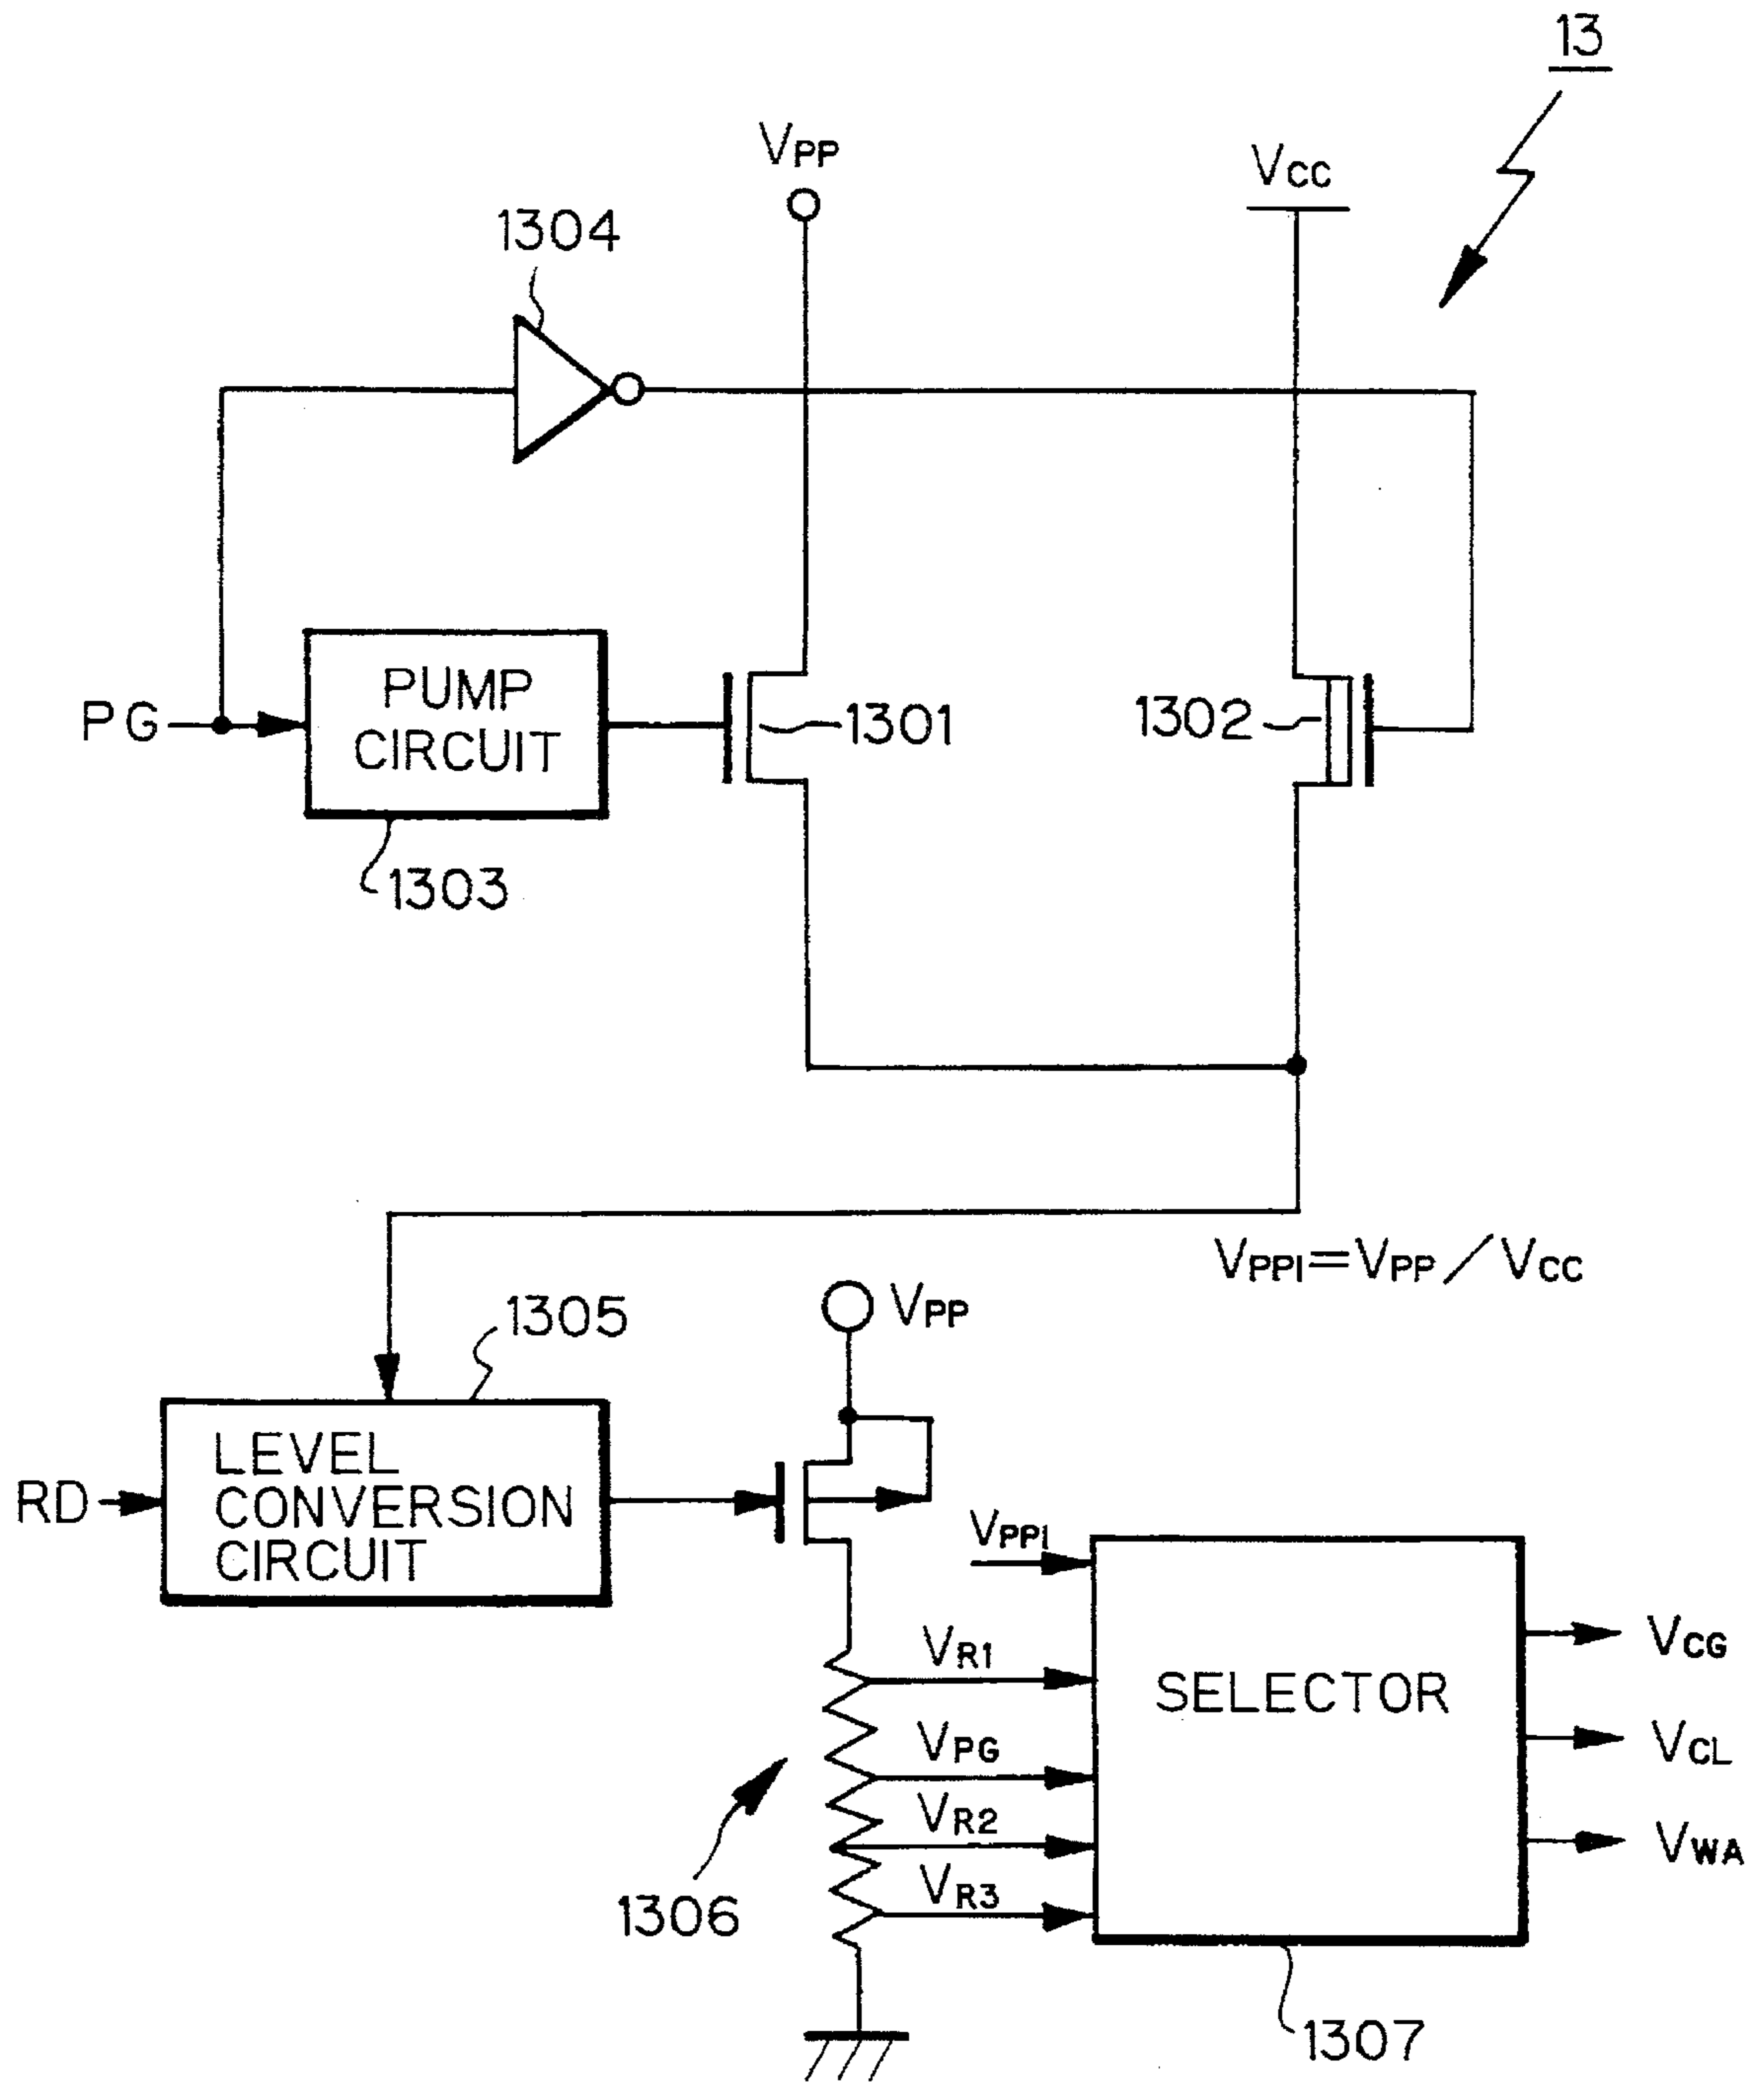 13
VPP
VCC
1304
PUMP
CIRCUIT
PG
1301
1302
1303
VPPI=VPP/VCC
VPP
1305
LEVEL
CONVERSION
CIRCUIT
RD
VPPI
VR1
VPG
VR2
VR3
SELECTOR
VCG
VCL
VWA
1306
1307